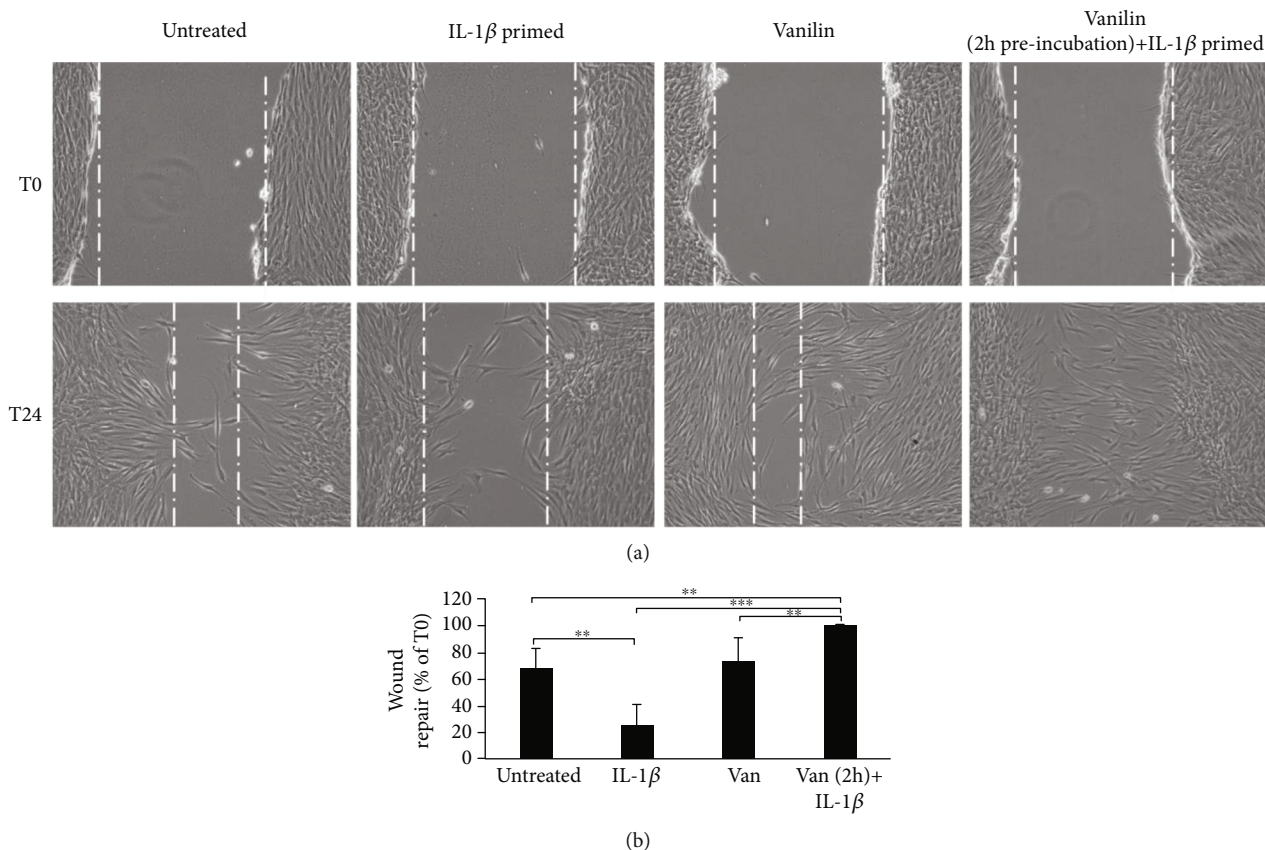 Untreated
IL-1β primed
Vanilin
Vanilin
(2h pre-incubation)+IL-1β primed
T0
T24
(a)
Wound
repair (% of T0)
120
100
80
60
40
20
0
**
***
**
**
Untreated
IL-1β
Van
Van (2h)+
IL-1β
(b)